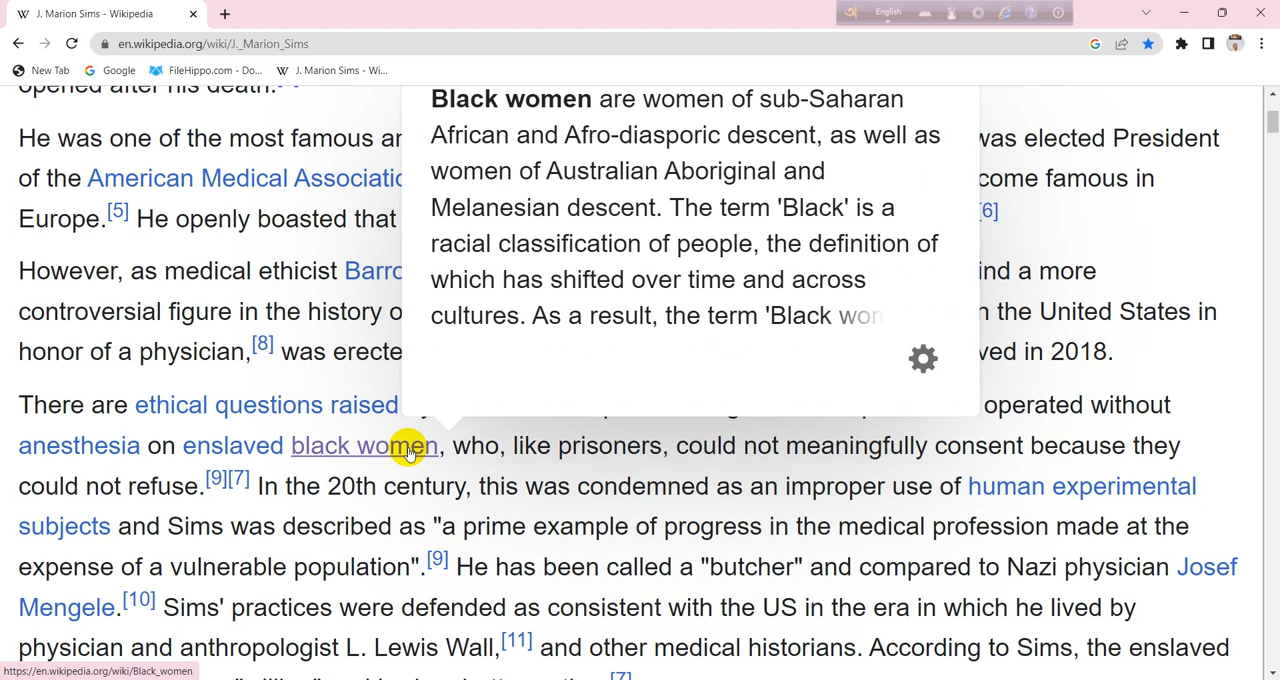 J. Marion Sims - Wikipedia
English
en.wikipedia.org/wiki/J._Marion_Sims
New Tab Google FileHippo.com - Do... J. Marion Sims - Wi...
opened after his death.
Black women are women of sub-Saharan
African and Afro-diasporic descent, as well as
women of Australian Aboriginal and
Melanesian descent. The term 'Black' is a
racial classification of people, the definition of
which has shifted over time and across
cultures. As a result, the term 'Black
He was one of the most famous was elected President
of the American Medical come famous in
Europe.[5] He openly boasted that [6]
However, as medical ethicist a more
controversial figure in the history the United States in
honor of a physician,[8] was ved in 2018.
There are ethical questions raised operated without
anesthesia on enslaved black women, who, like prisoners, could not meaningfully consent because they
could not refuse.[9][7] In the 20th century, this was condemned as an improper use of human experimental
subjects and Sims was described as "a prime example of progress in the medical profession made at the
expense of a vulnerable population".[9] He has been called a "butcher" and compared to Nazi physician Josef
Mengele.[10] Sims' practices were defended as consistent with the US in the era in which he lived by
physician and anthropologist L. Lewis Wall,[11] and other medical historians. According to Sims, the enslaved
[7]
https://en.wikipedia.org/wiki/Black_women